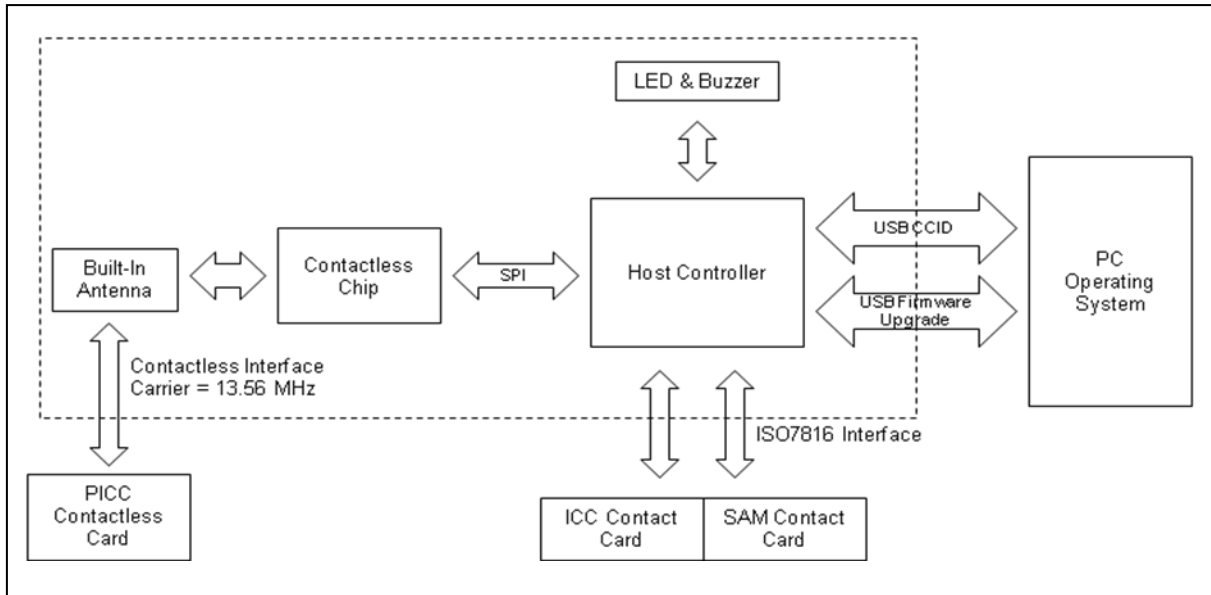 LED & Buzzer
Built-In
Antenna
Contactless
Chip
SPI
Host Controller
USB CCID
USB Firmware
Upgrade
PC
Operating
System
Contactless Interface
Carrier = 13.56 MHz
ISO7816 Interface
PICC
Contactless
Card
ICC Contact
Card
SAM Contact
Card